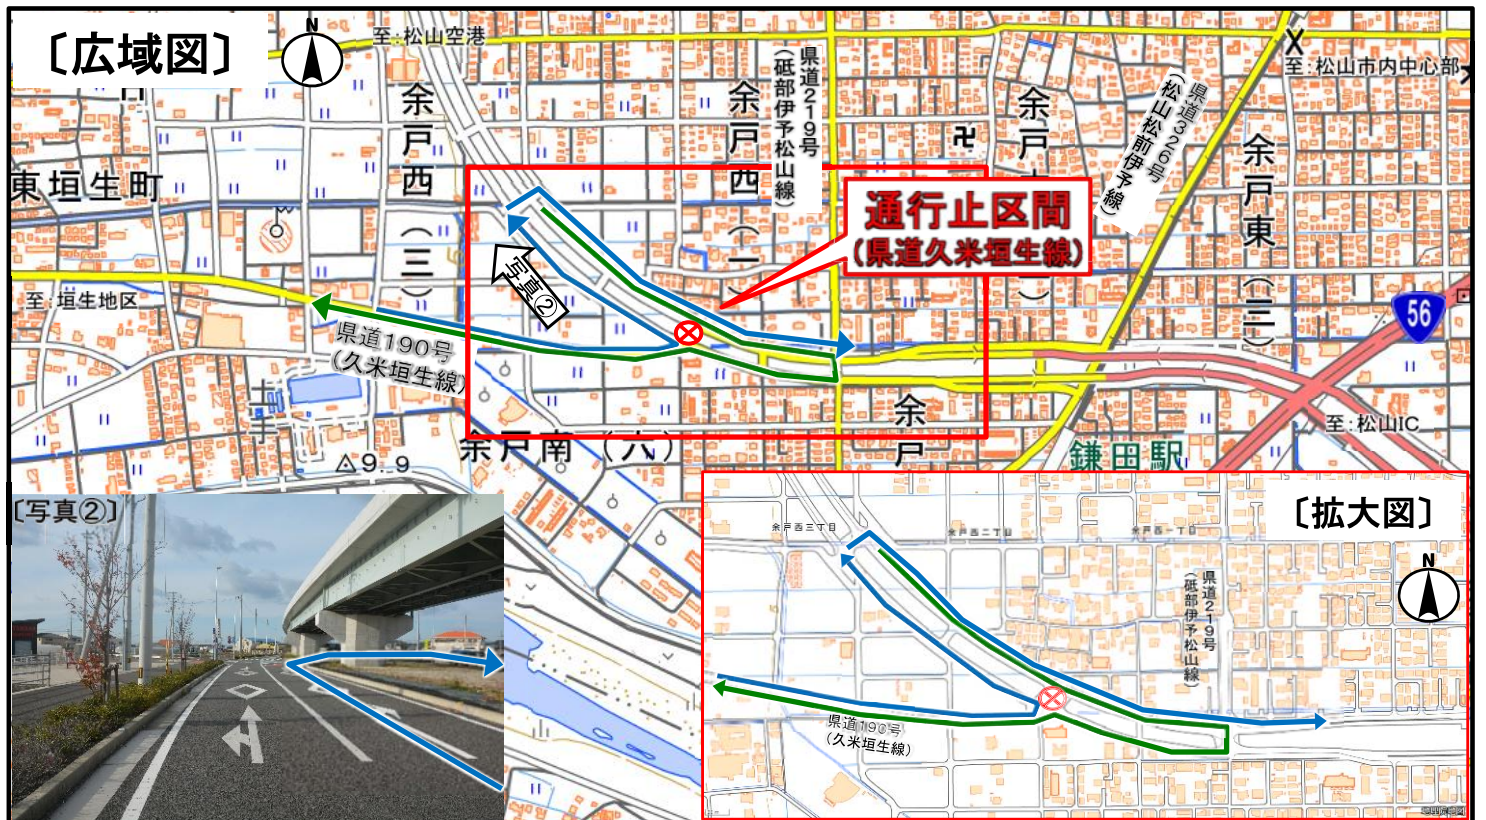 〔広域図〕
N
至:松山空港
県道219号
(砥部伊予松山線)
X
至:松山市内中心部
県道326号
(松山松前伊予線)
余戸西(三)
余戸西(一)
余戸
余戸東(三)
東垣生町
卍
通行止区間
(県道久米垣生線)
写真②
至:垣生地区
県道190号
(久米垣生線)
56
至:松山IC
余戸
鎌田駅
余戸南(六)
△9.9
〔写真②〕
〔拡大図〕
N
余戸西三丁目
余戸西二丁目
余戸西一丁目
県道219号
(砥部伊予松山線)
県道190号
(久米垣生線)